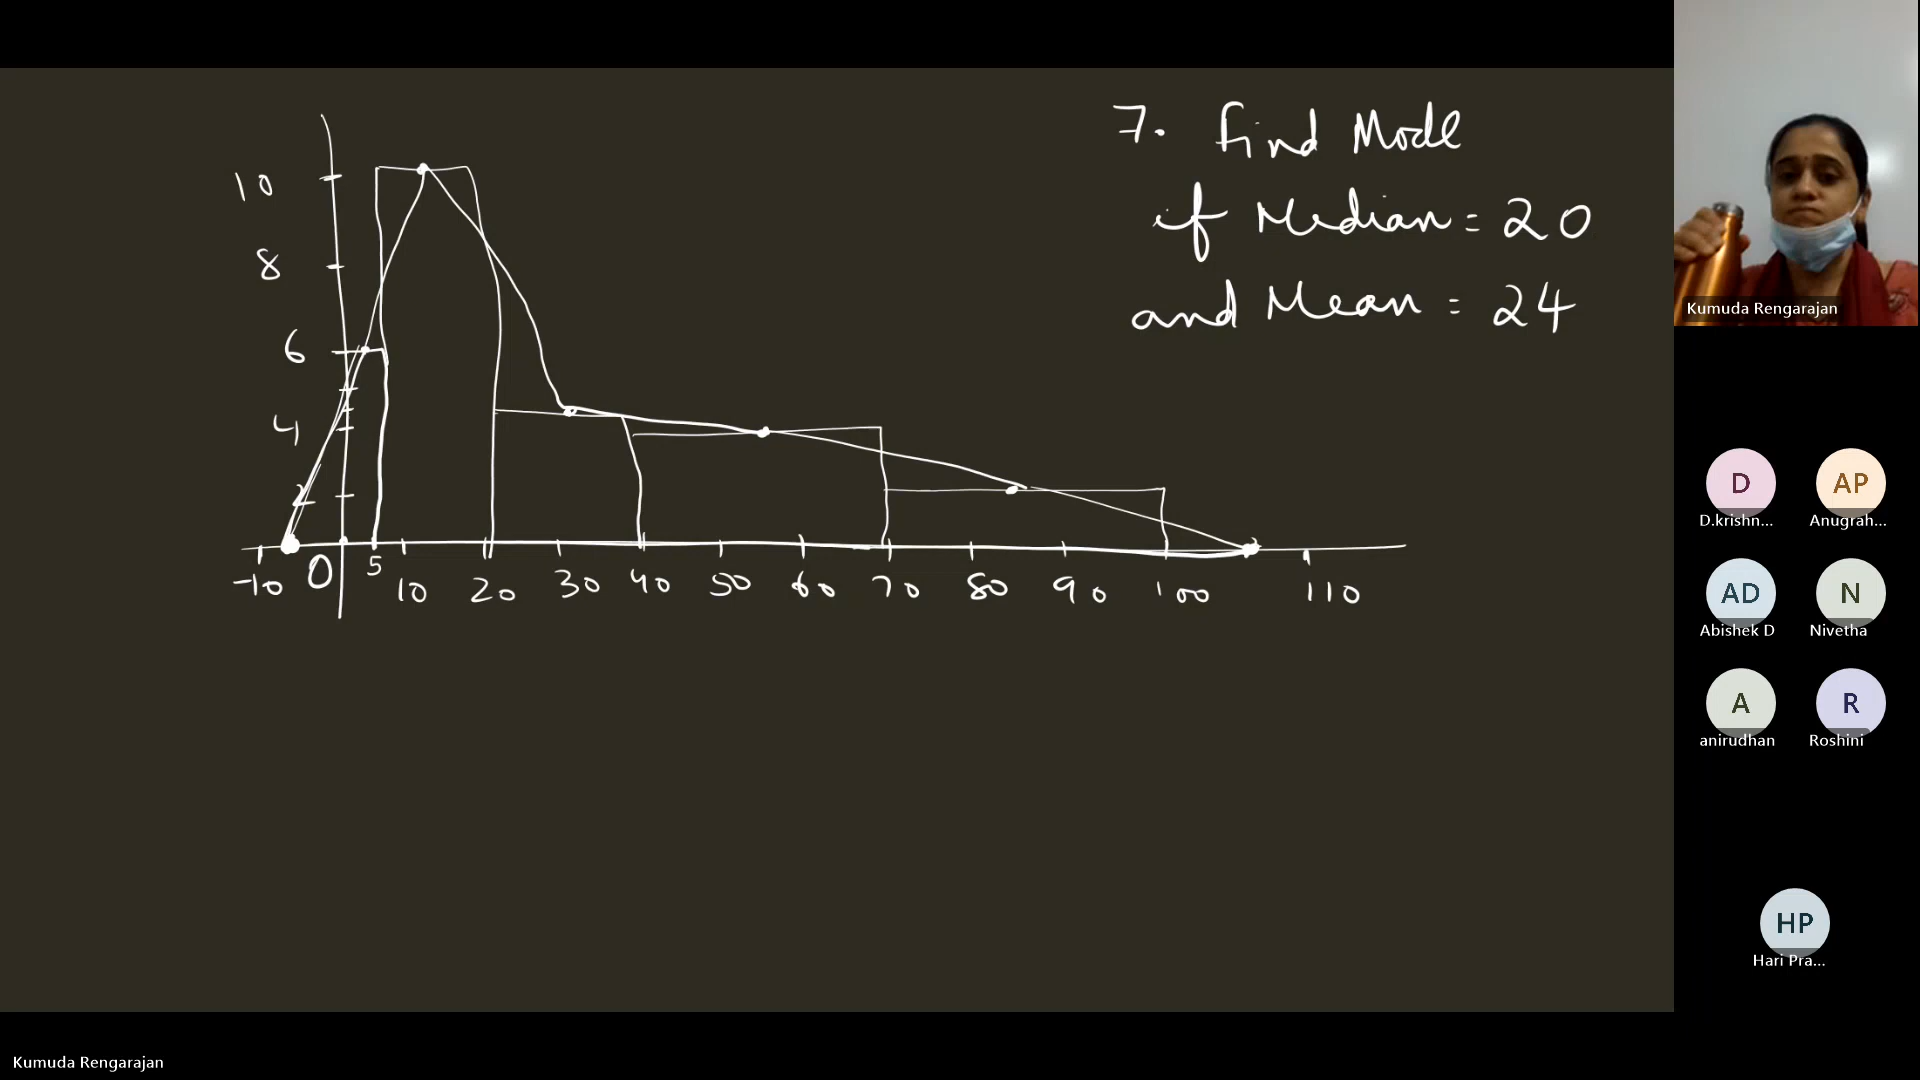 7. Find Mode
if Median = 20
and Mean = 24
10
8
6
4
2
-10 0 5 10 20 30 40 50 60 70 80 90 100 110
Kumuda Rengarajan
D
AP
D.krishn...
Anugrah...
AD
N
Abishek D
Nivetha
A
R
anirudhan
Roshini
HP
Hari Pra...
Kumuda Rengarajan